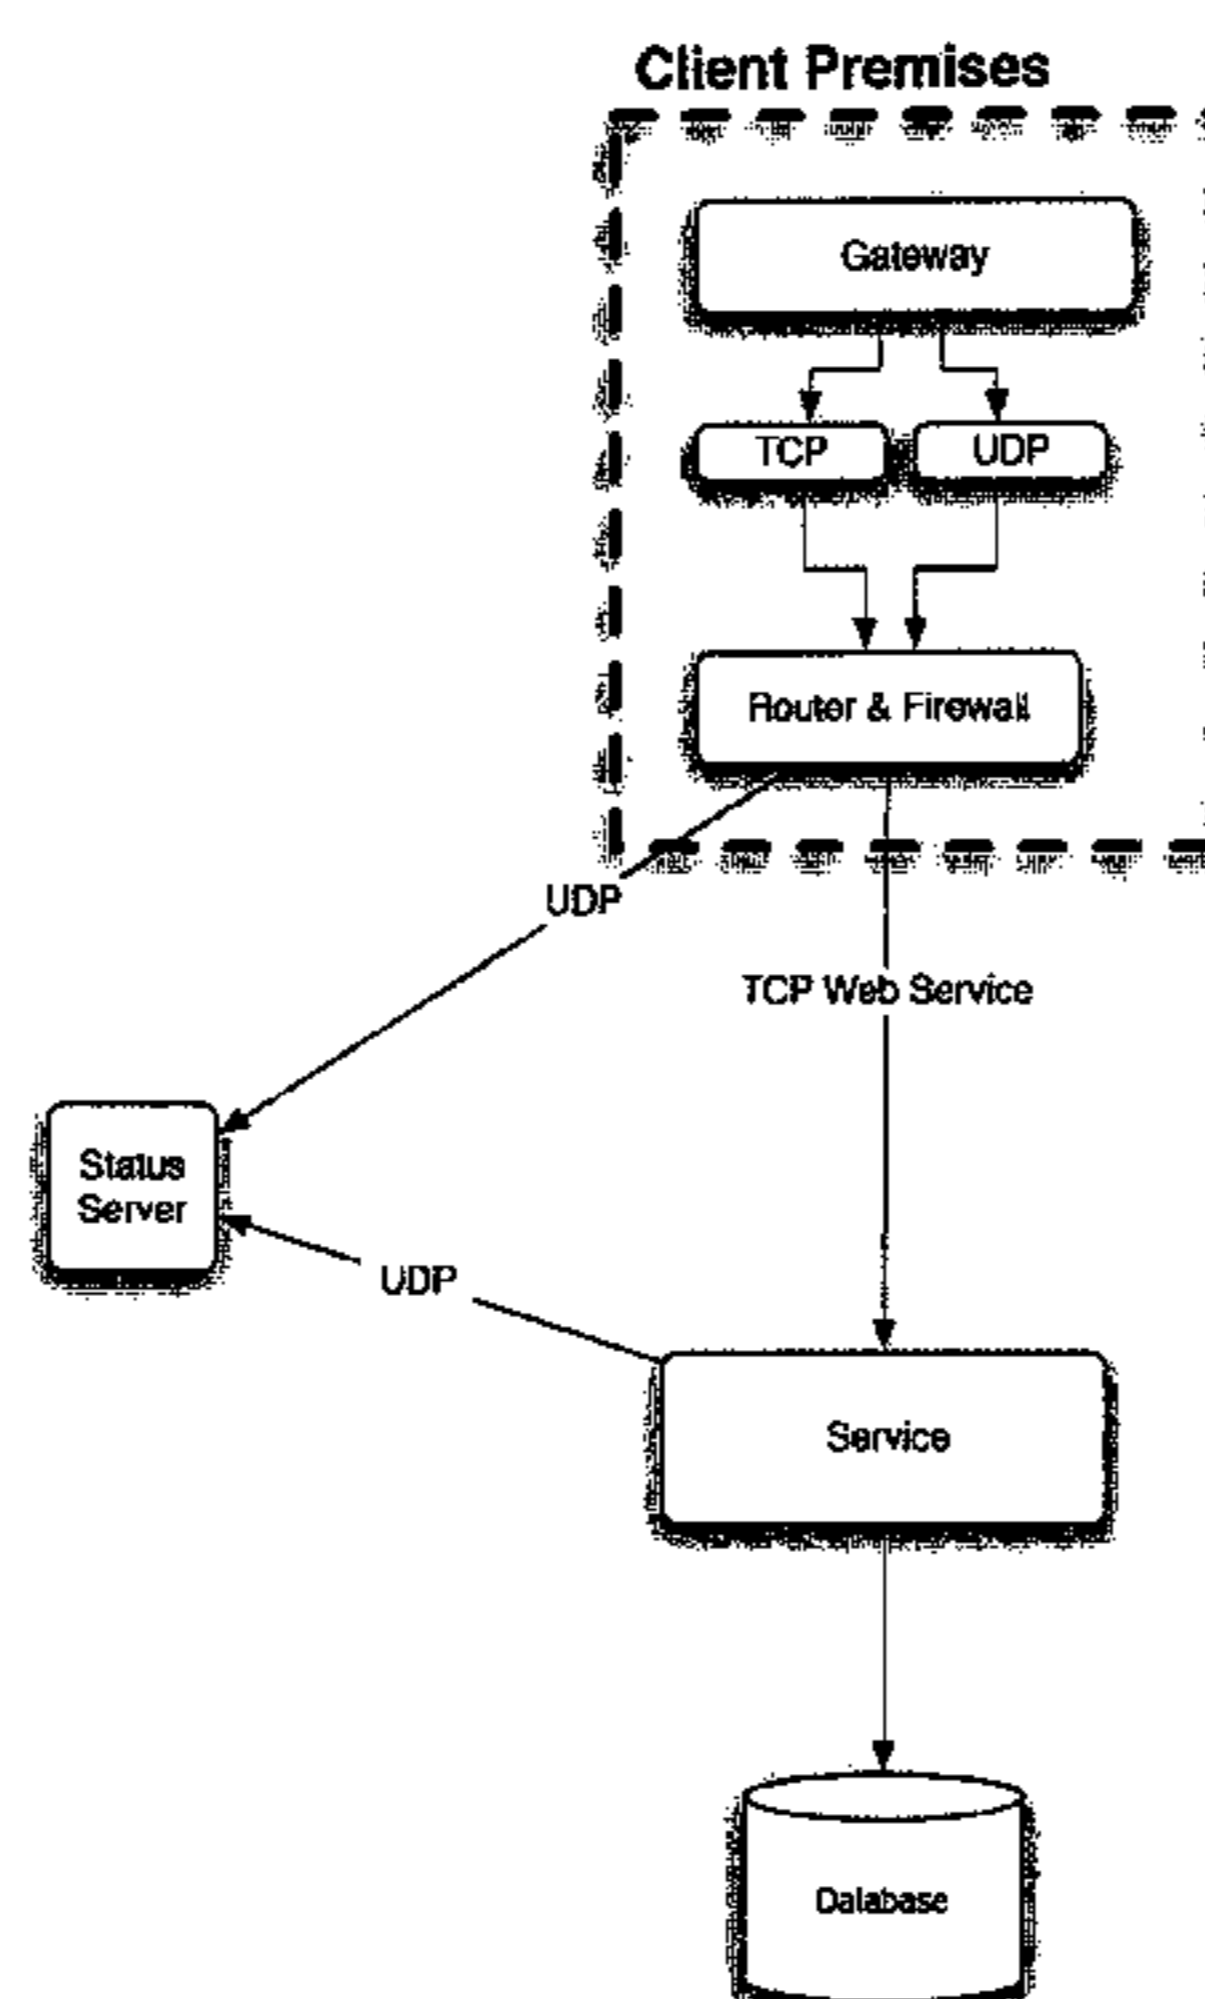 Client Premises
Gateway
TCP
UDP
Router & Firewall
UDP
TCP Web Service
Status
Server
UDP
Service
Database